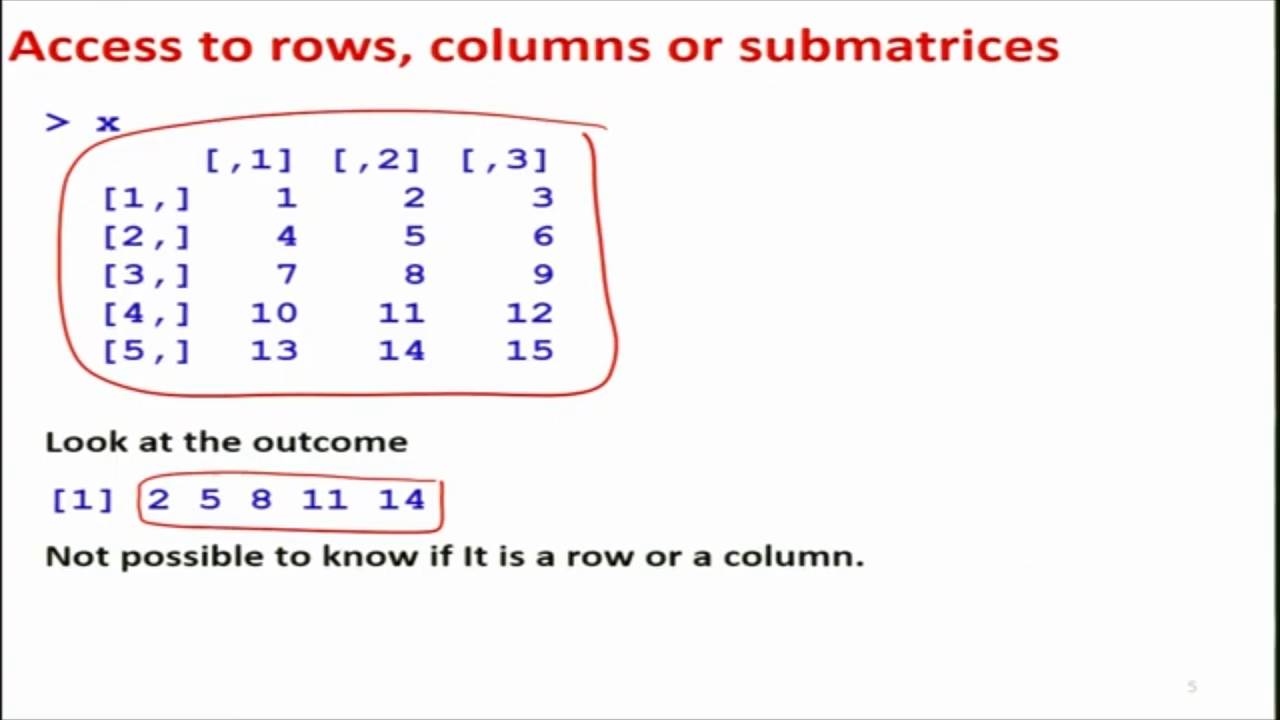 Access to rows, columns or submatrices
> x
[,1] [,2] [,3]
[1,] 1 2 3
[2,] 4 5 6
[3,] 7 8 9
[4,] 10 11 12
[5,] 13 14 15
Look at the outcome
[1] 2 5 8 11 14
Not possible to know if It is a row or a column.
5